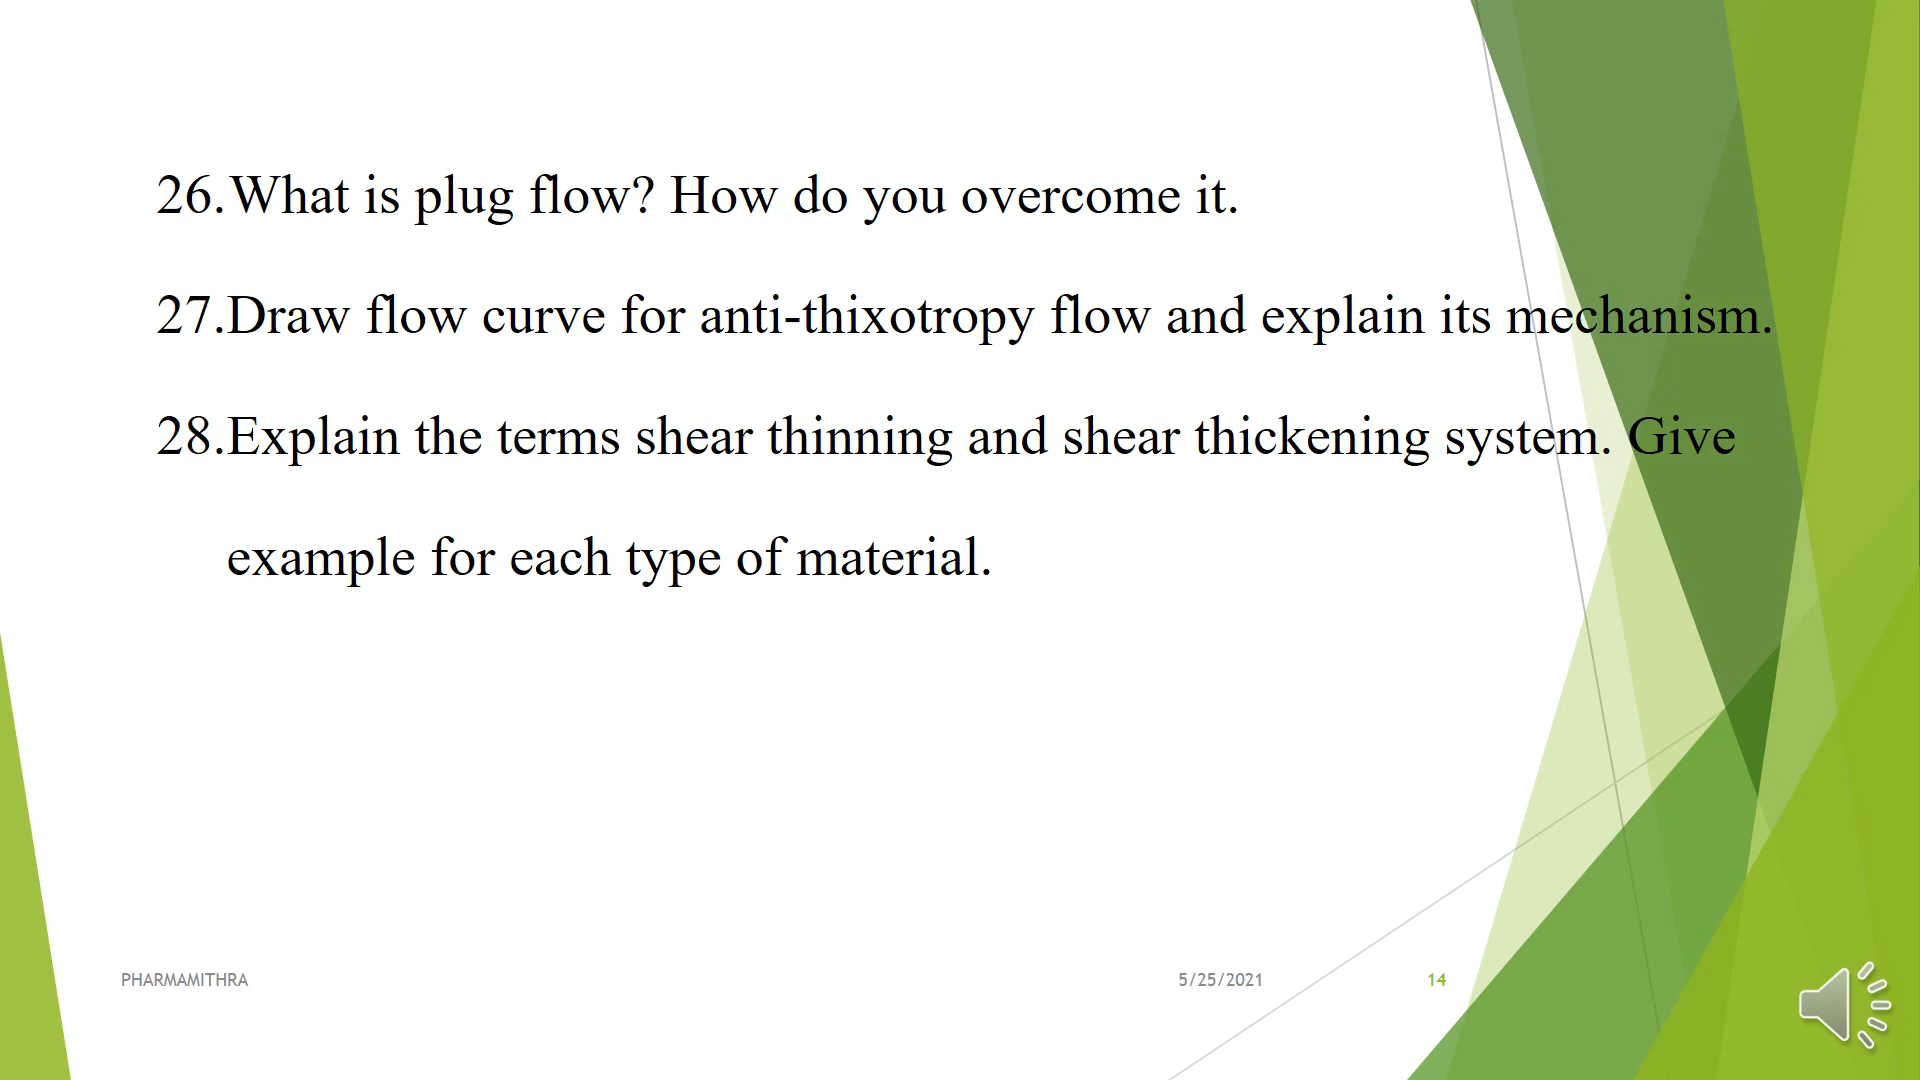 26.What is plug flow? How do you overcome it.
27.Draw flow curve for anti-thixotropy flow and explain its mechanism.
28.Explain the terms shear thinning and shear thickening system. Give
example for each type of material.
PHARMAMITHRA 5/25/2021 14